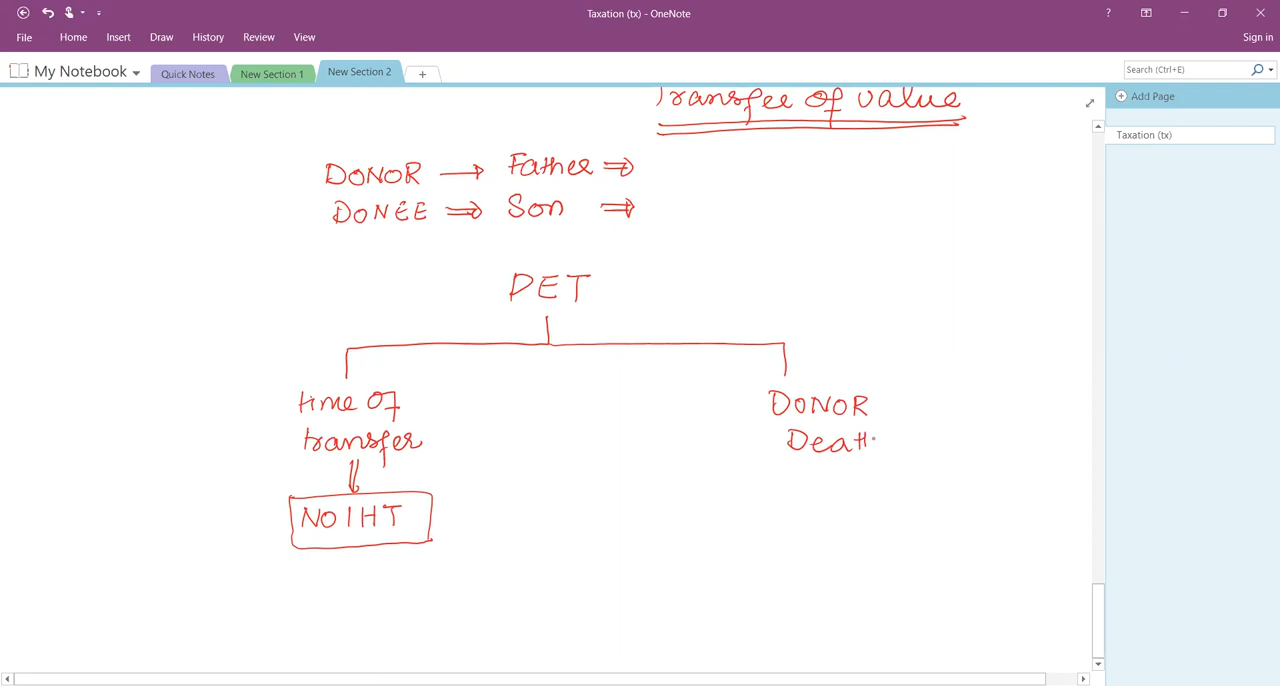 Taxation (tx) - OneNote
?
File Home Insert Draw History Review View Sign in
My Notebook Quick Notes New Section 1 New Section 2 + Search (Ctrl+E)
Transfee of value
Add Page
Taxation (tx)
DONOR → Father ⇒
DONEE ⇒ Son ⇒
PET
time of
transfer
NO IHT
DONOR
Deat